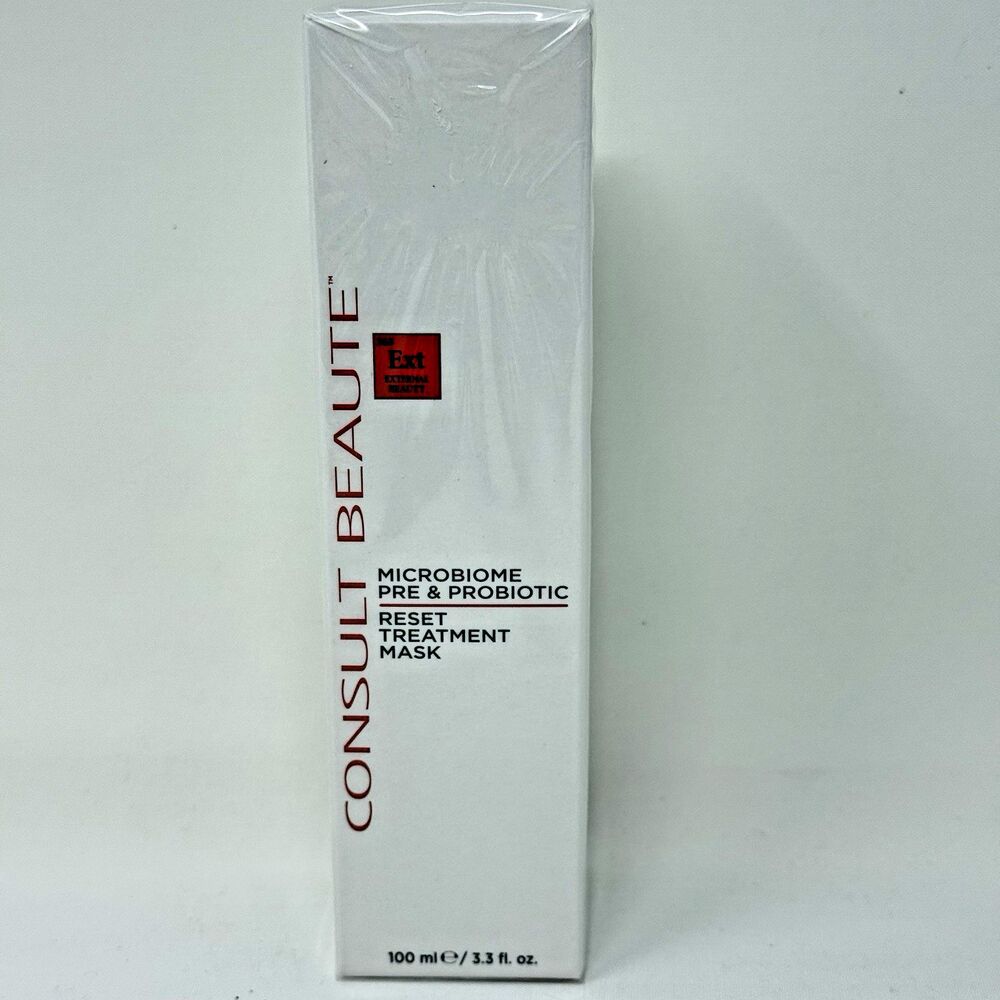 CONSULT BEAUTE™
Ext
EXTERNAL
BEAUTY
MICROBIOME
PRE & PROBIOTIC
RESET
TREATMENT
MASK
100 ml ℮ / 3.3 fl. oz.